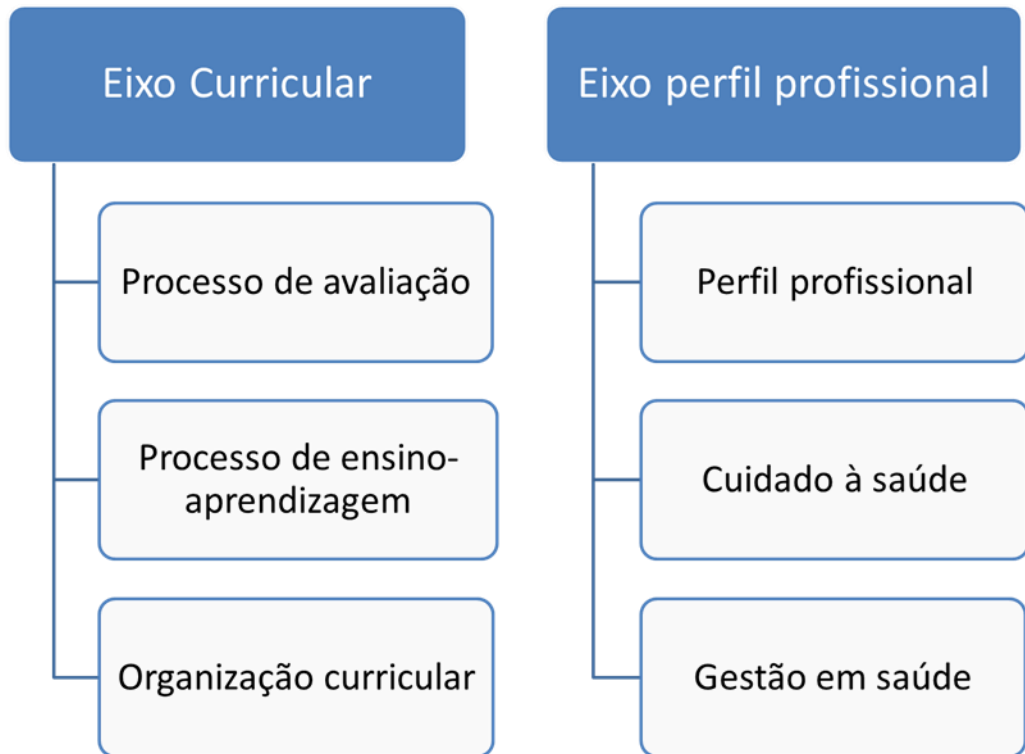 Eixo Curricular
Processo de avaliação
Processo de ensino-
aprendizagem
Organização curricular
Eixo perfil profissional
Perfil profissional
Cuidado à saúde
Gestão em saúde